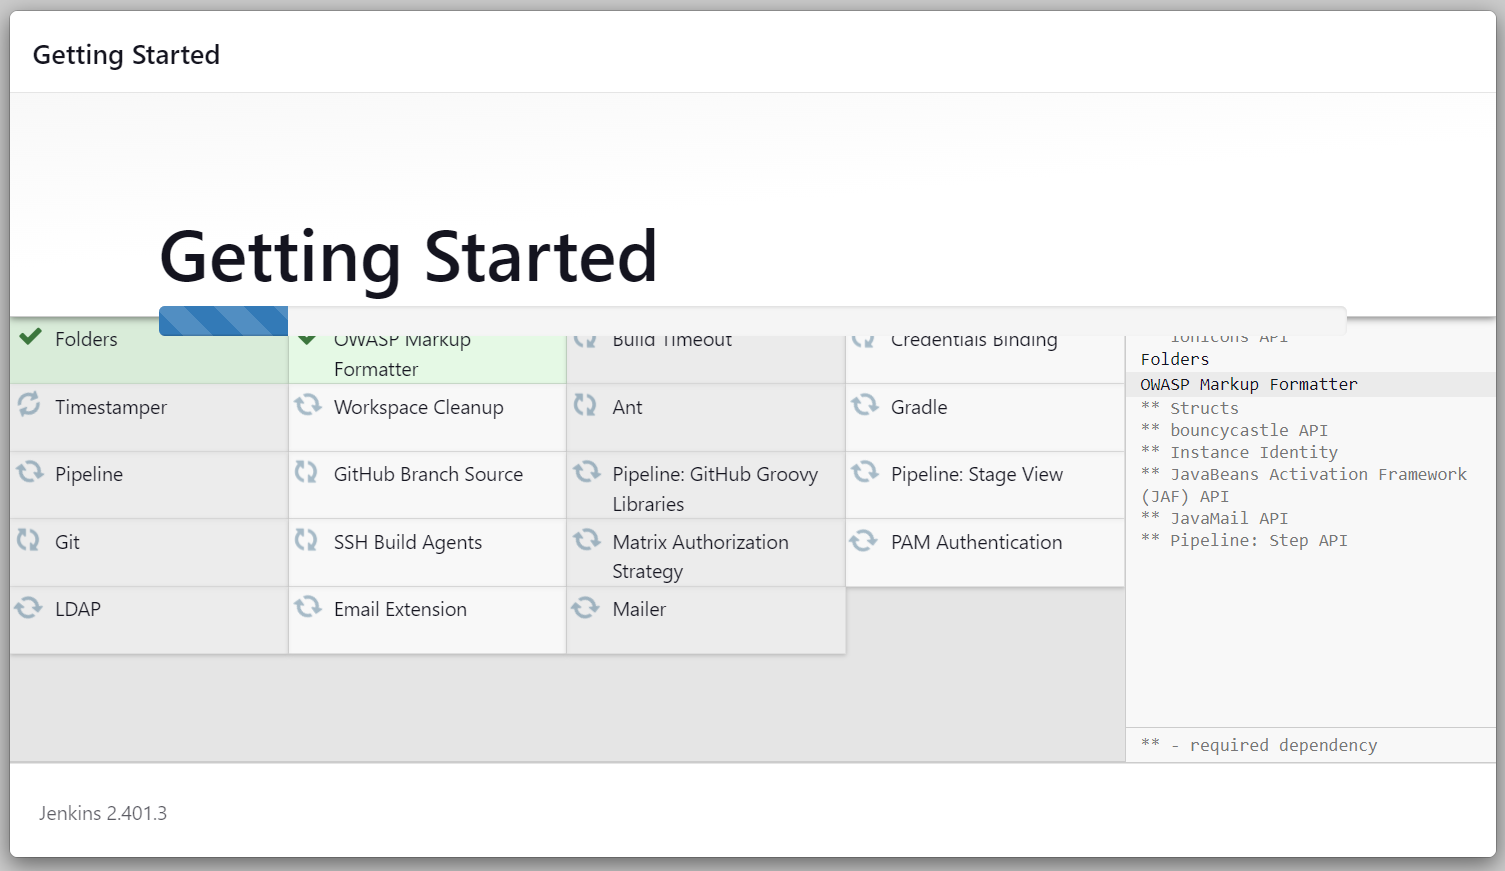 Getting Started
Getting Started
Folders
OWASP Markup
Formatter
Build Timeout
Credentials Binding
Timestamper
Workspace Cleanup
Ant
Gradle
Pipeline
GitHub Branch Source
Pipeline: GitHub Groovy
Libraries
Pipeline: Stage View
Git
SSH Build Agents
Matrix Authorization
Strategy
PAM Authentication
LDAP
Email Extension
Mailer
Ionicons API
Folders
OWASP Markup Formatter
** Structs
** bouncycastle API
** Instance Identity
** JavaBeans Activation Framework
(JAF) API
** JavaMail API
** Pipeline: Step API
** - required dependency
Jenkins 2.401.3